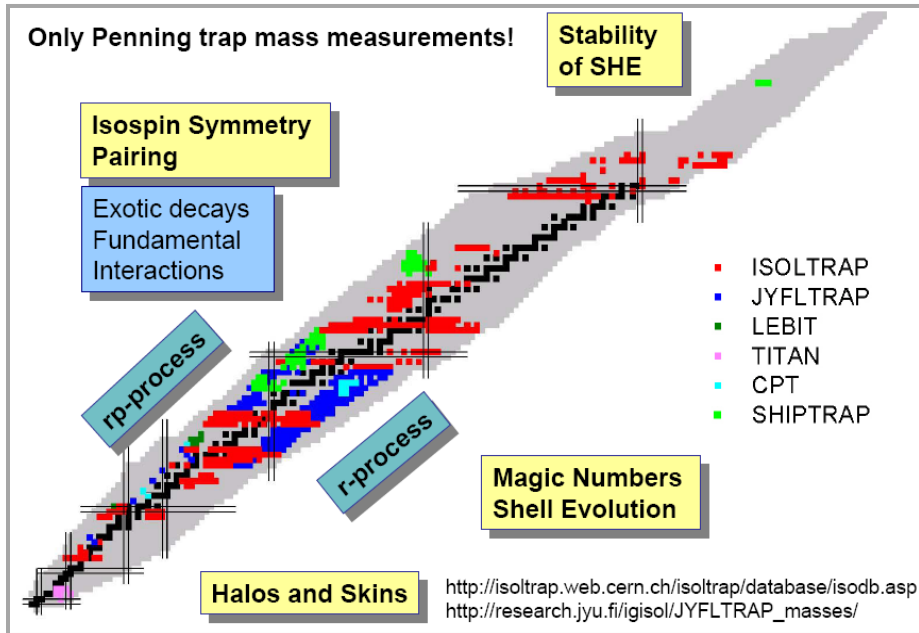 Only Penning trap mass measurements!
Stability
of SHE
Isospin Symmetry
Pairing
Exotic decays
Fundamental
Interactions
ISOLTRAP
JYFLTRAP
LEBIT
TITAN
CPT
SHIPTRAP
rp-process
r-process
Magic Numbers
Shell Evolution
Halos and Skins
http://isoltrap.web.cern.ch/isoltrap/database/isodb.asp
http://research.jyu.fi/igisol/JYFLTRAP_masses/